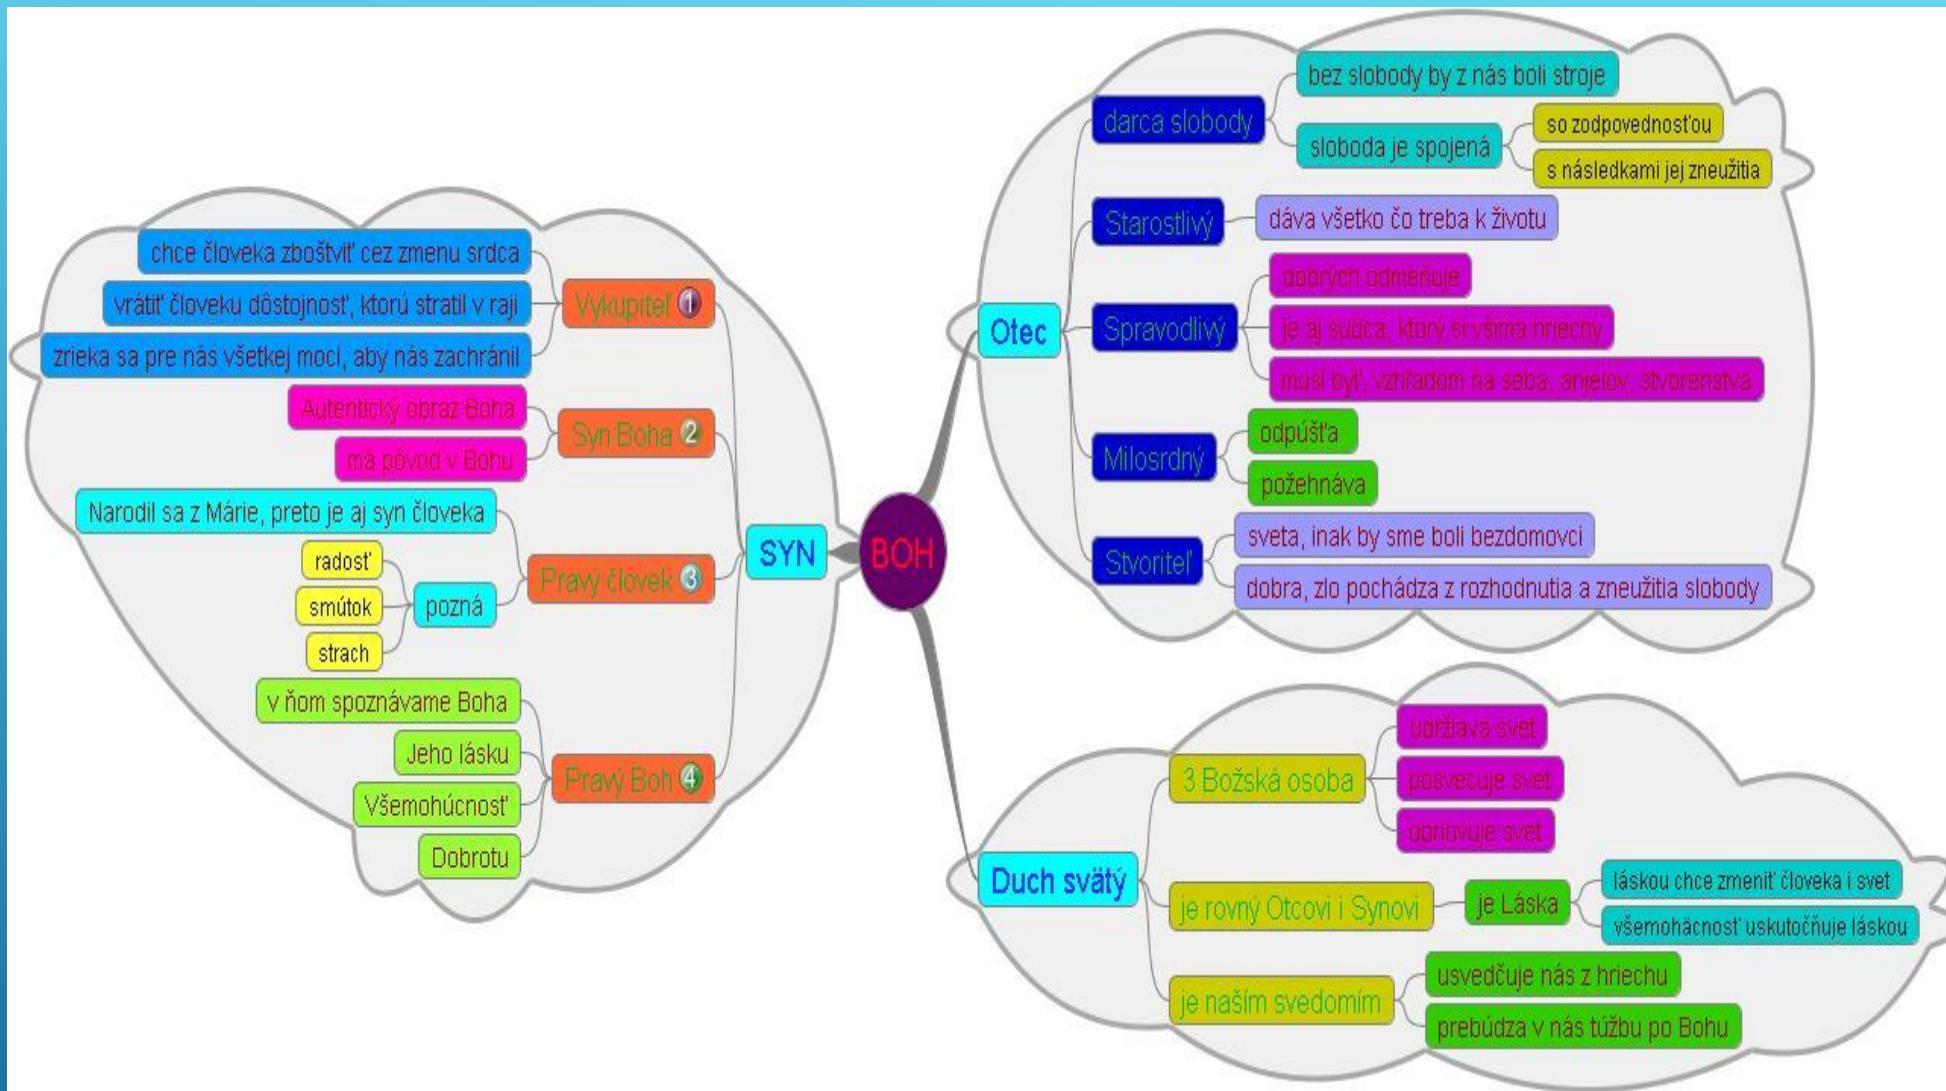 BOH
Otec
darca slobody
bez slobody by z nás boli stroje
sloboda je spojená
so zodpovednosťou
s následkami jej zneužitia
Starostlivý
dáva všetko čo treba k životu
Spravodlivý
dobrých odmeňuje
je aj sudca, ktorý si všíma hriechy
musí byť, vzhľadom na seba, anjelov, stvorenstva
Milosrdný
odpúšťa
požehnáva
Stvoriteľ
sveta, inak by sme boli bezdomovci
dobra, zlo pochádza z rozhodnutia a zneužitia slobody
SYN
Vykupiteľ 1
chce človeka zboštviť cez zmenu srdca
vrátiť človeku dôstojnosť, ktorú stratil v raji
zrieka sa pre nás všetkej moci, aby nás zachránil
Syn Boha 2
Autentický obraz Boha
má pôvod v Bohu
Pravý človek 3
Narodil sa z Márie, preto je aj syn človeka
pozná
radosť
smútok
strach
Pravý Boh 4
v ňom spoznávame Boha
Jeho lásku
Všemohúcnosť
Dobrotu
Duch svätý
3 Božská osoba
udržiava svet
posvecuje svet
obnovuje svet
je rovný Otcovi i Synovi
je Láska
láskou chce zmeniť človeka i svet
všemohäcnosť uskutočňuje láskou
je naším svedomím
usvedčuje nás z hriechu
prebúdza v nás túžbu po Bohu